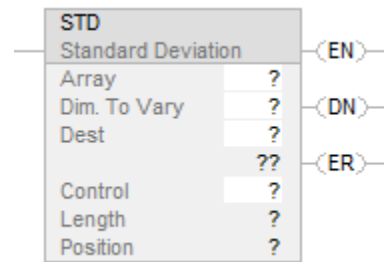 STD
Standard Deviation
(EN)
Array ?
Dim. To Vary ?
(DN)
Dest ?
??
(ER)
Control ?
Length ?
Position ?